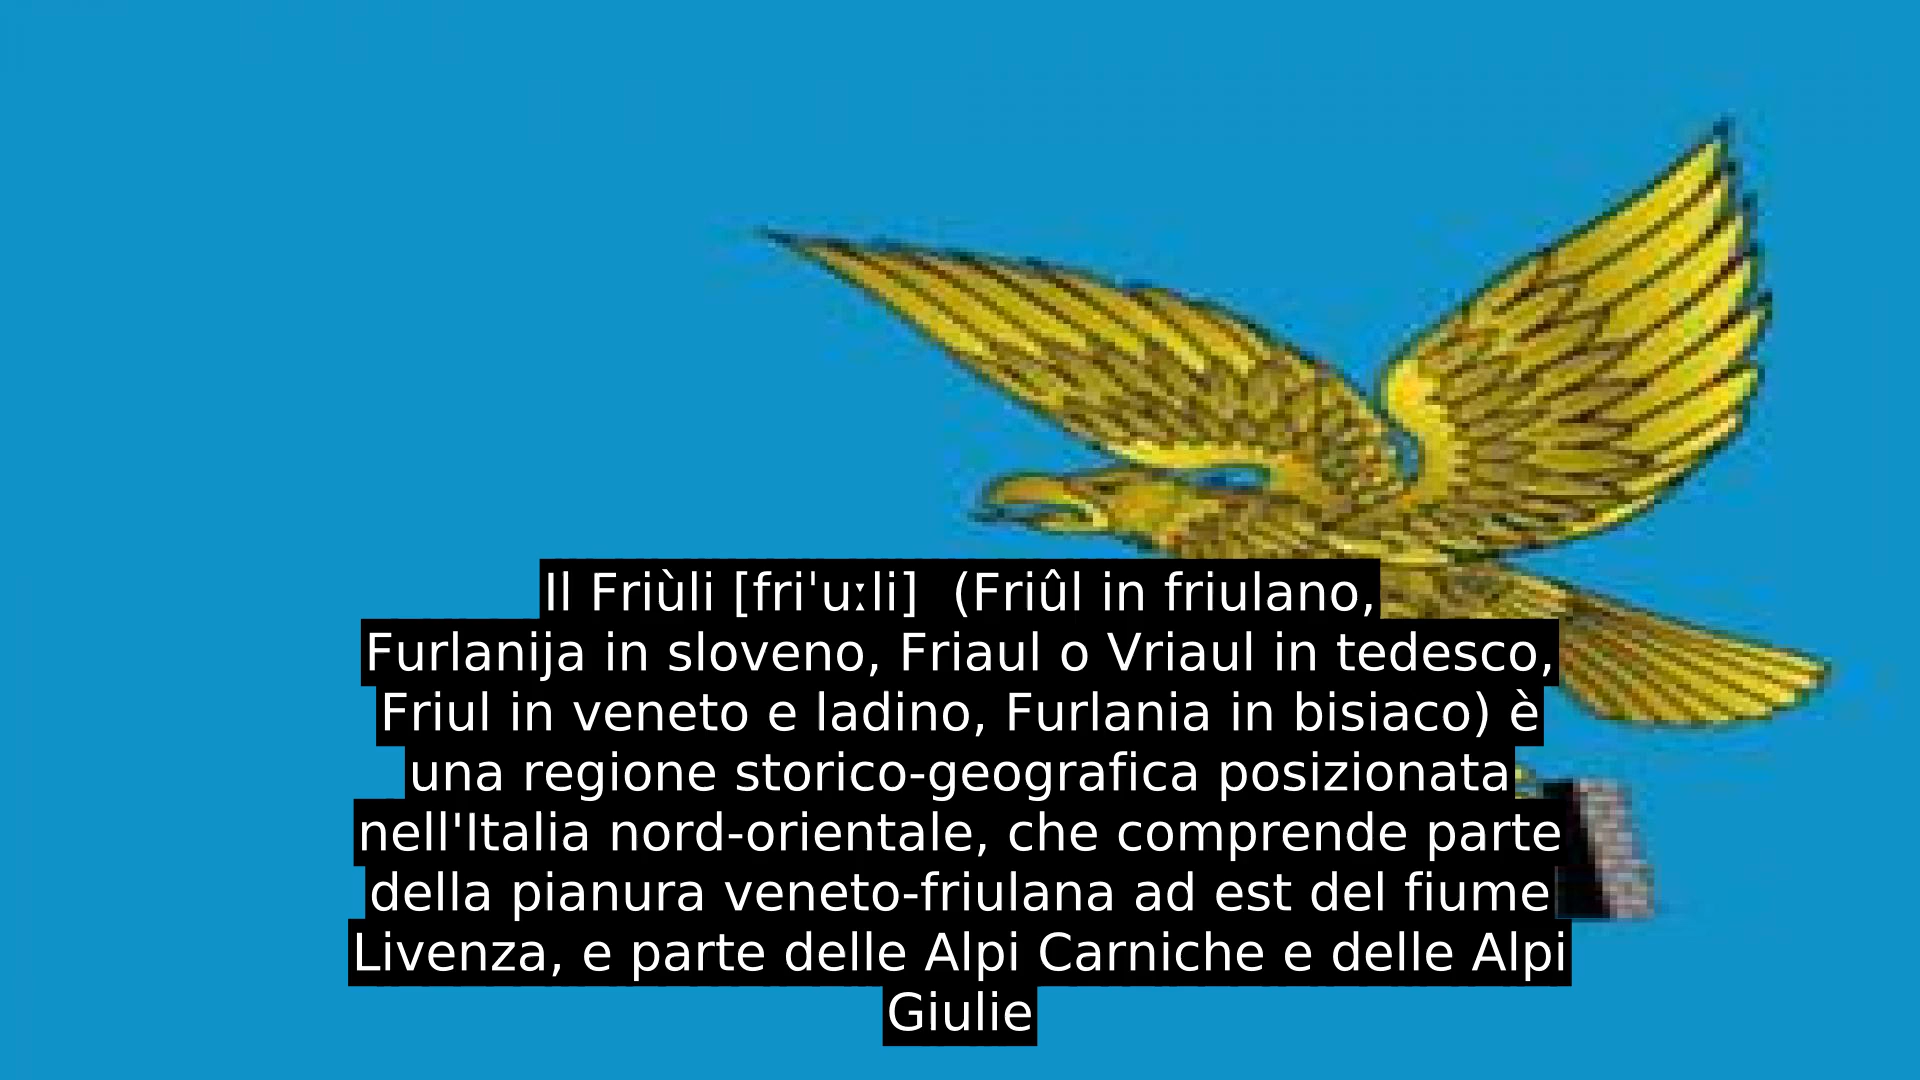 Il Friùli [fri'uːli]  (Friûl in friulano,
Furlanija in sloveno, Friaul o Vriaul in tedesco,
Friul in veneto e ladino, Furlania in bisiaco) è
una regione storico-geografica posizionata
nell'Italia nord-orientale, che comprende parte
della pianura veneto-friulana ad est del fiume
Livenza, e parte delle Alpi Carniche e delle Alpi
Giulie